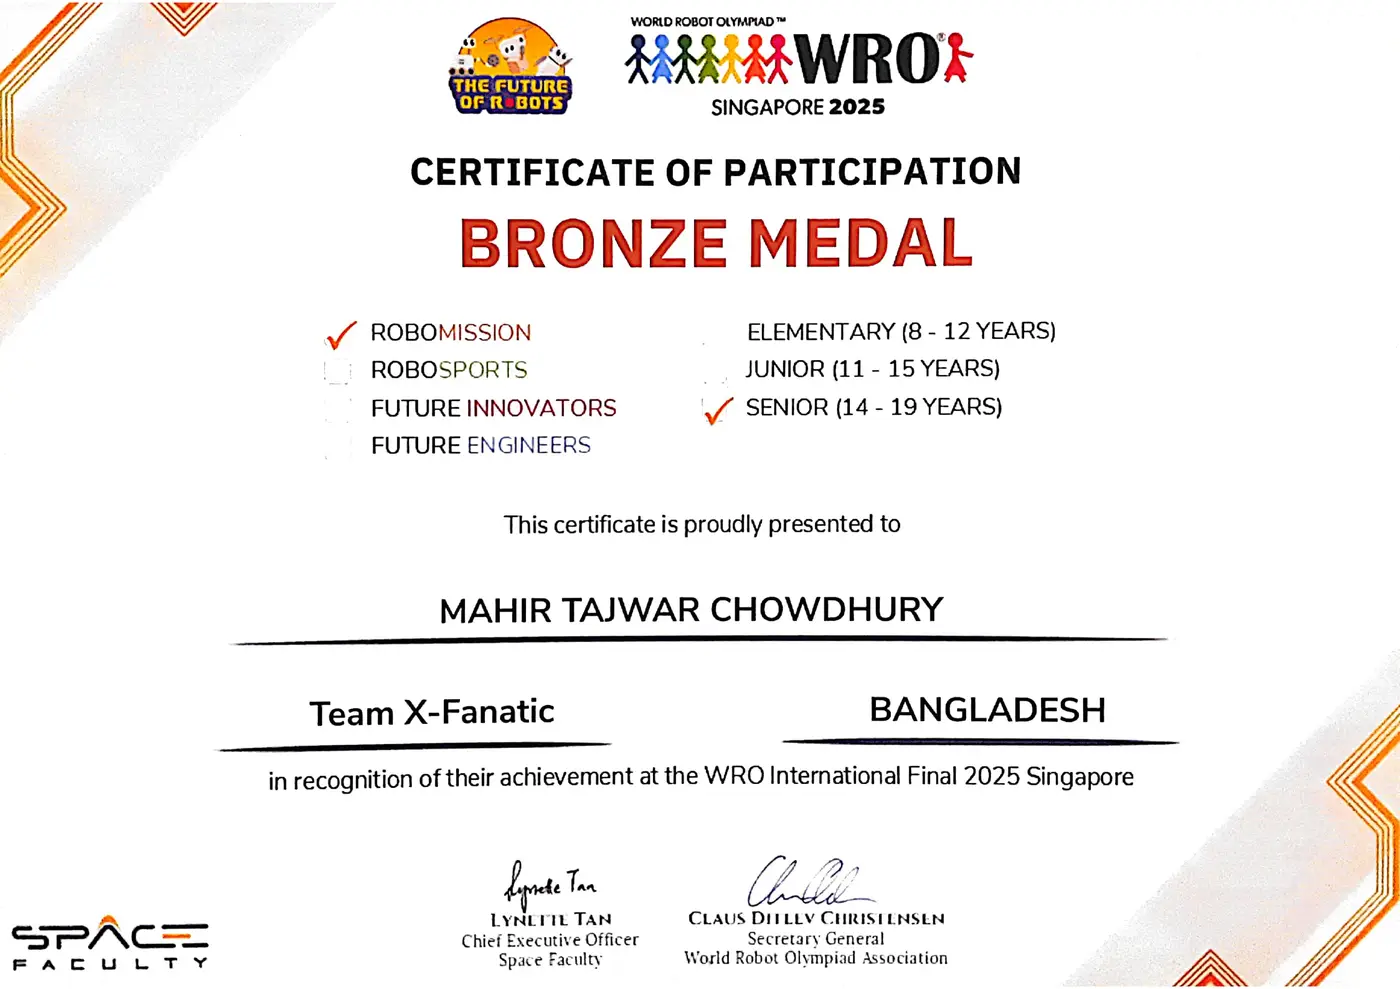 THE FUTURE
OF ROBOTS
WORLD ROBOT OLYMPIAD™
WRO®
SINGAPORE 2025
CERTIFICATE OF PARTICIPATION
BRONZE MEDAL
ROBOMISSION
ELEMENTARY (8 - 12 YEARS)
ROBOSPORTS
JUNIOR (11 - 15 YEARS)
FUTURE INNOVATORS
SENIOR (14 - 19 YEARS)
FUTURE ENGINEERS
This certificate is proudly presented to
MAHIR TAJWAR CHOWDHURY
Team X-Fanatic
BANGLADESH
in recognition of their achievement at the WRO International Final 2025 Singapore
Lynette Tan
LYNETTE TAN
Chief Executive Officer
Space Faculty
CLAUS DITLEV CHRISTENSEN
Secretary General
World Robot Olympiad Association
SPACE
FACULTY